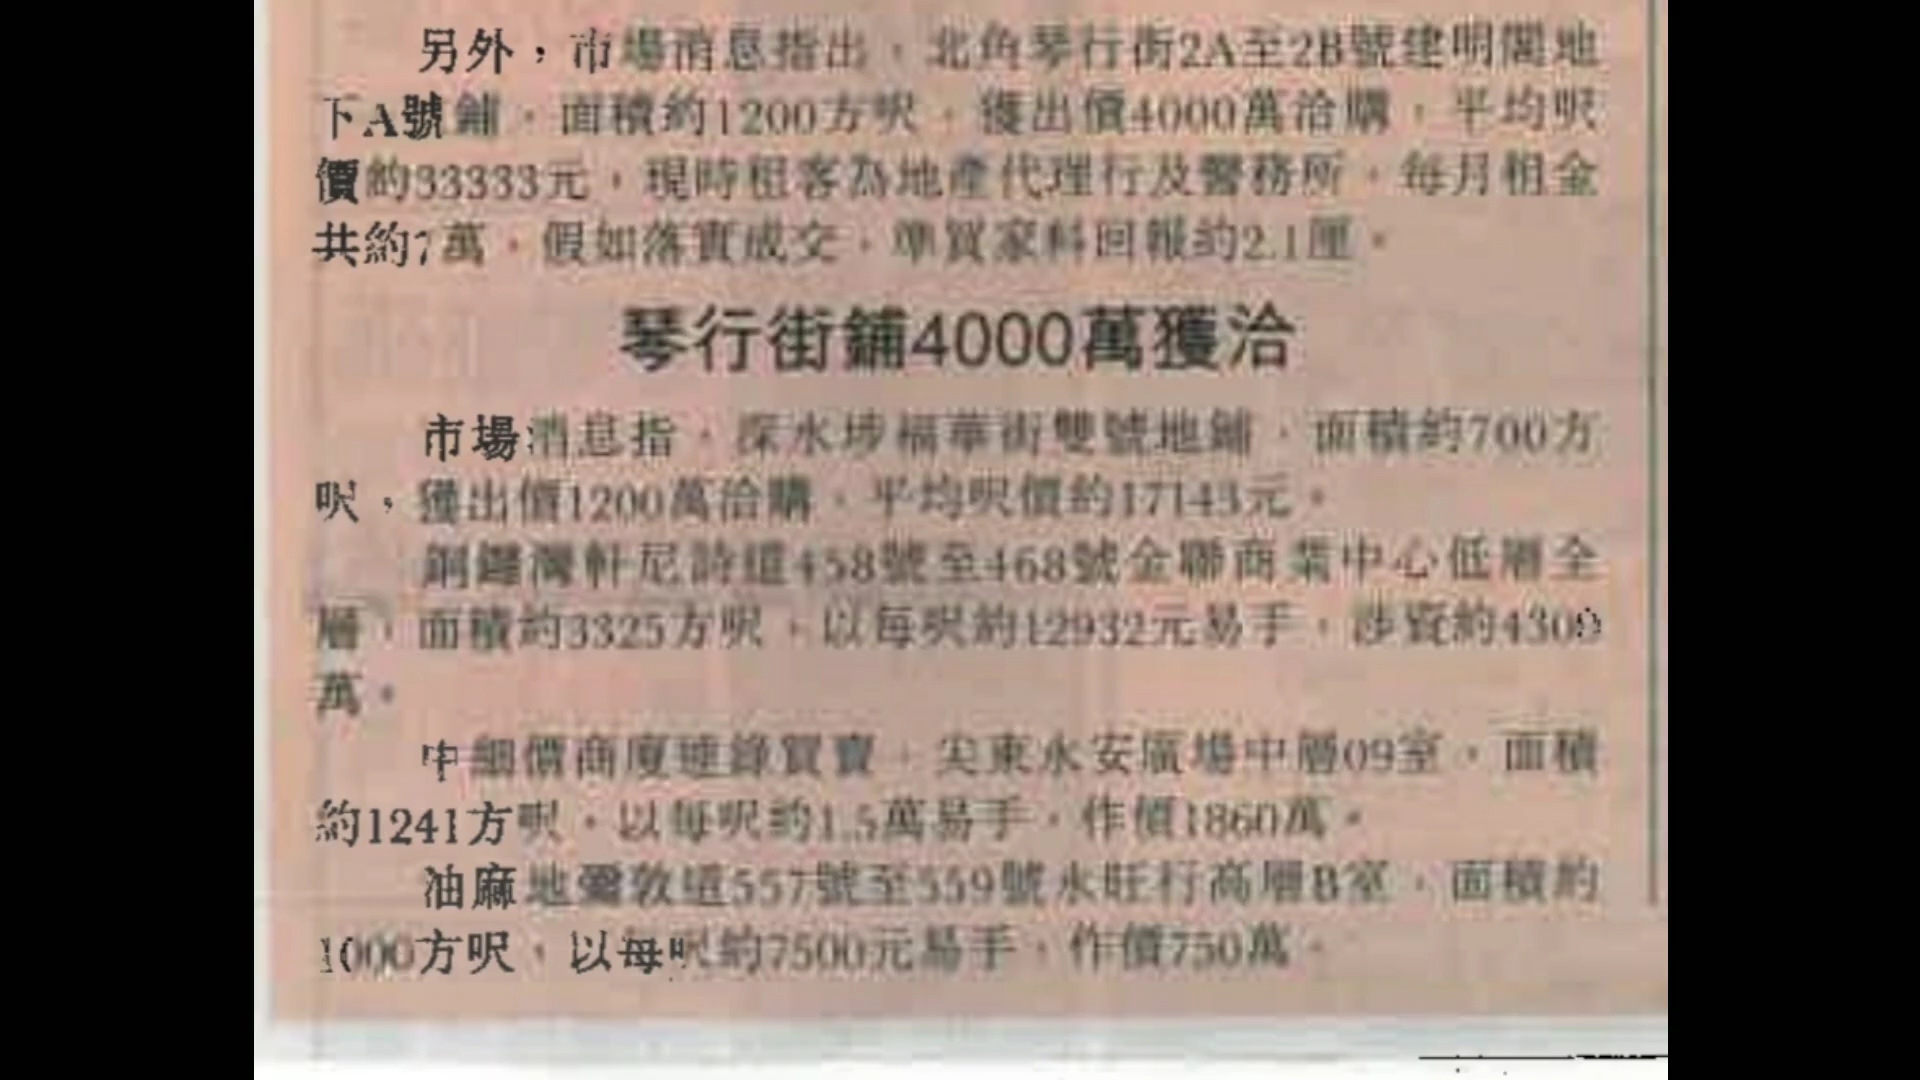 另外，市場消息指出，北角琴行街2A至2B號建明閣地
下A號鋪，面積約1200方呎，獲出價4000萬洽購，平均呎
價約33333元，現時租客為地產代理行及醫務所，每月租金
共約7萬，假如落實成交，準買家料回報約2.1厘。
琴行街鋪4000萬獲洽
市場消息指，深水埗福華街雙號地鋪，面積約700方
呎，獲出價1200萬洽購，平均呎價約17143元。
銅鑼灣軒尼詩道458號至468號金聯商業中心低層全
層，面積約3325方呎，以每呎約12932元易手，涉資約4300
萬。
中細價商廈連錄買賣，尖東永安廣場中層09室，面積
約1241方呎，以每呎約1.5萬易手，作價1860萬。
油麻地彌敦道557號至559號永旺行高層B室，面積約
1000方呎，以每呎約7500元易手，作價750萬。